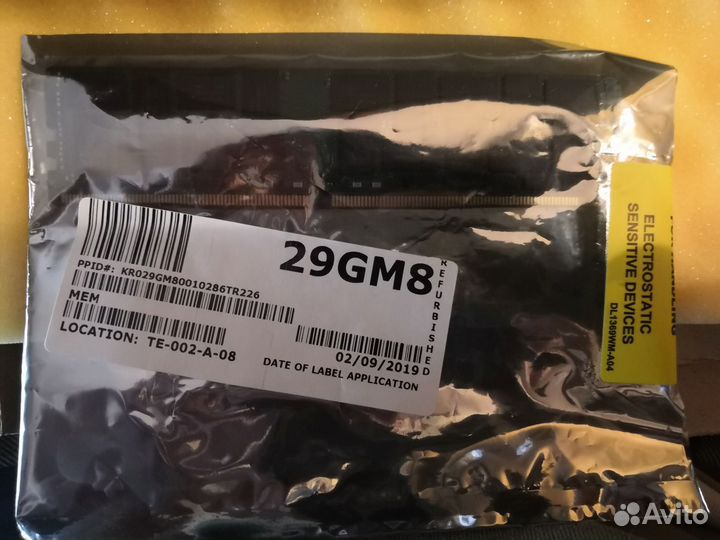 29GM8
REFURBISHED
PPID#: KR029GM80010286TR226
MEM
LOCATION: TE-002-A-08
02/09/2019
DATE OF LABEL APPLICATION
ELECTROSTATIC
SENSITIVE DEVICES
DL1369WM-A04
Avito